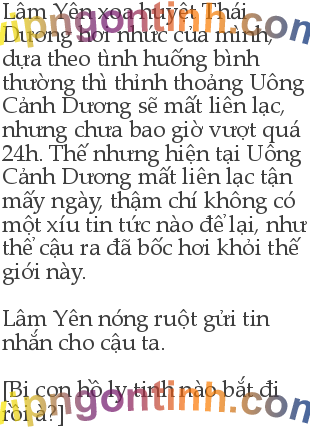 Lâm Yên xoa huyệt Thái
Dương hơi nhức của mình,
dựa theo tình huống bình
thường thì thỉnh thoảng Uông
Cảnh Dương sẽ mất liên lạc,
nhưng chưa bao giờ vượt quá
24h. Thế nhưng hiện tại Uông
Cảnh Dương mất liên lạc tận
mấy ngày, thậm chí không có
một xíu tin tức nào để lại, như
thể cậu ra đã bốc hơi khỏi thế
giới này.
Lâm Yên nóng ruột gửi tin
nhắn cho cậu ta.
[Bị con hồ ly tinh nào bắt đi
rồi à?]